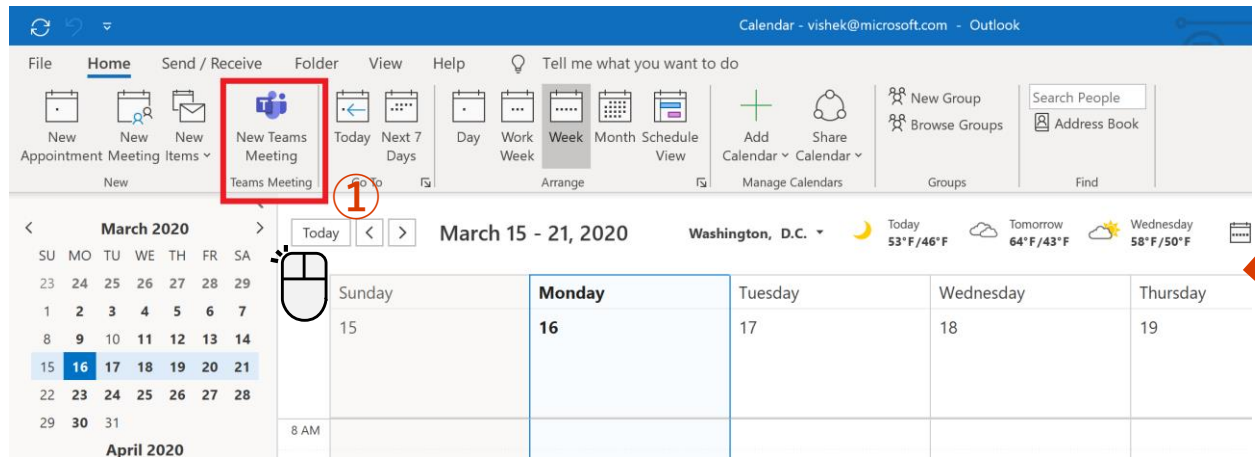 Calendar - vishek@microsoft.com - Outlook
File Home Send / Receive Folder View Help Tell me what you want to do
New Appointment
New Meeting
New Items
New Teams Meeting
Today
Next 7 Days
Day
Work Week
Week
Month
Schedule View
Add Calendar
Share Calendar
New Group
Browse Groups
Search People
Address Book
New
Teams Meeting
Go To
Arrange
Manage Calendars
Groups
Find
1
March 2020
SU MO TU WE TH FR SA
23 24 25 26 27 28 29
1 2 3 4 5 6 7
8 9 10 11 12 13 14
15 16 17 18 19 20 21
22 23 24 25 26 27 28
29 30 31
April 2020
Today
March 15 - 21, 2020
Washington, D.C.
Today
53°F/46°F
Tomorrow
64°F/43°F
Wednesday
58°F/50°F
Sunday Monday Tuesday Wednesday Thursday
15 16 17 18 19
8 AM